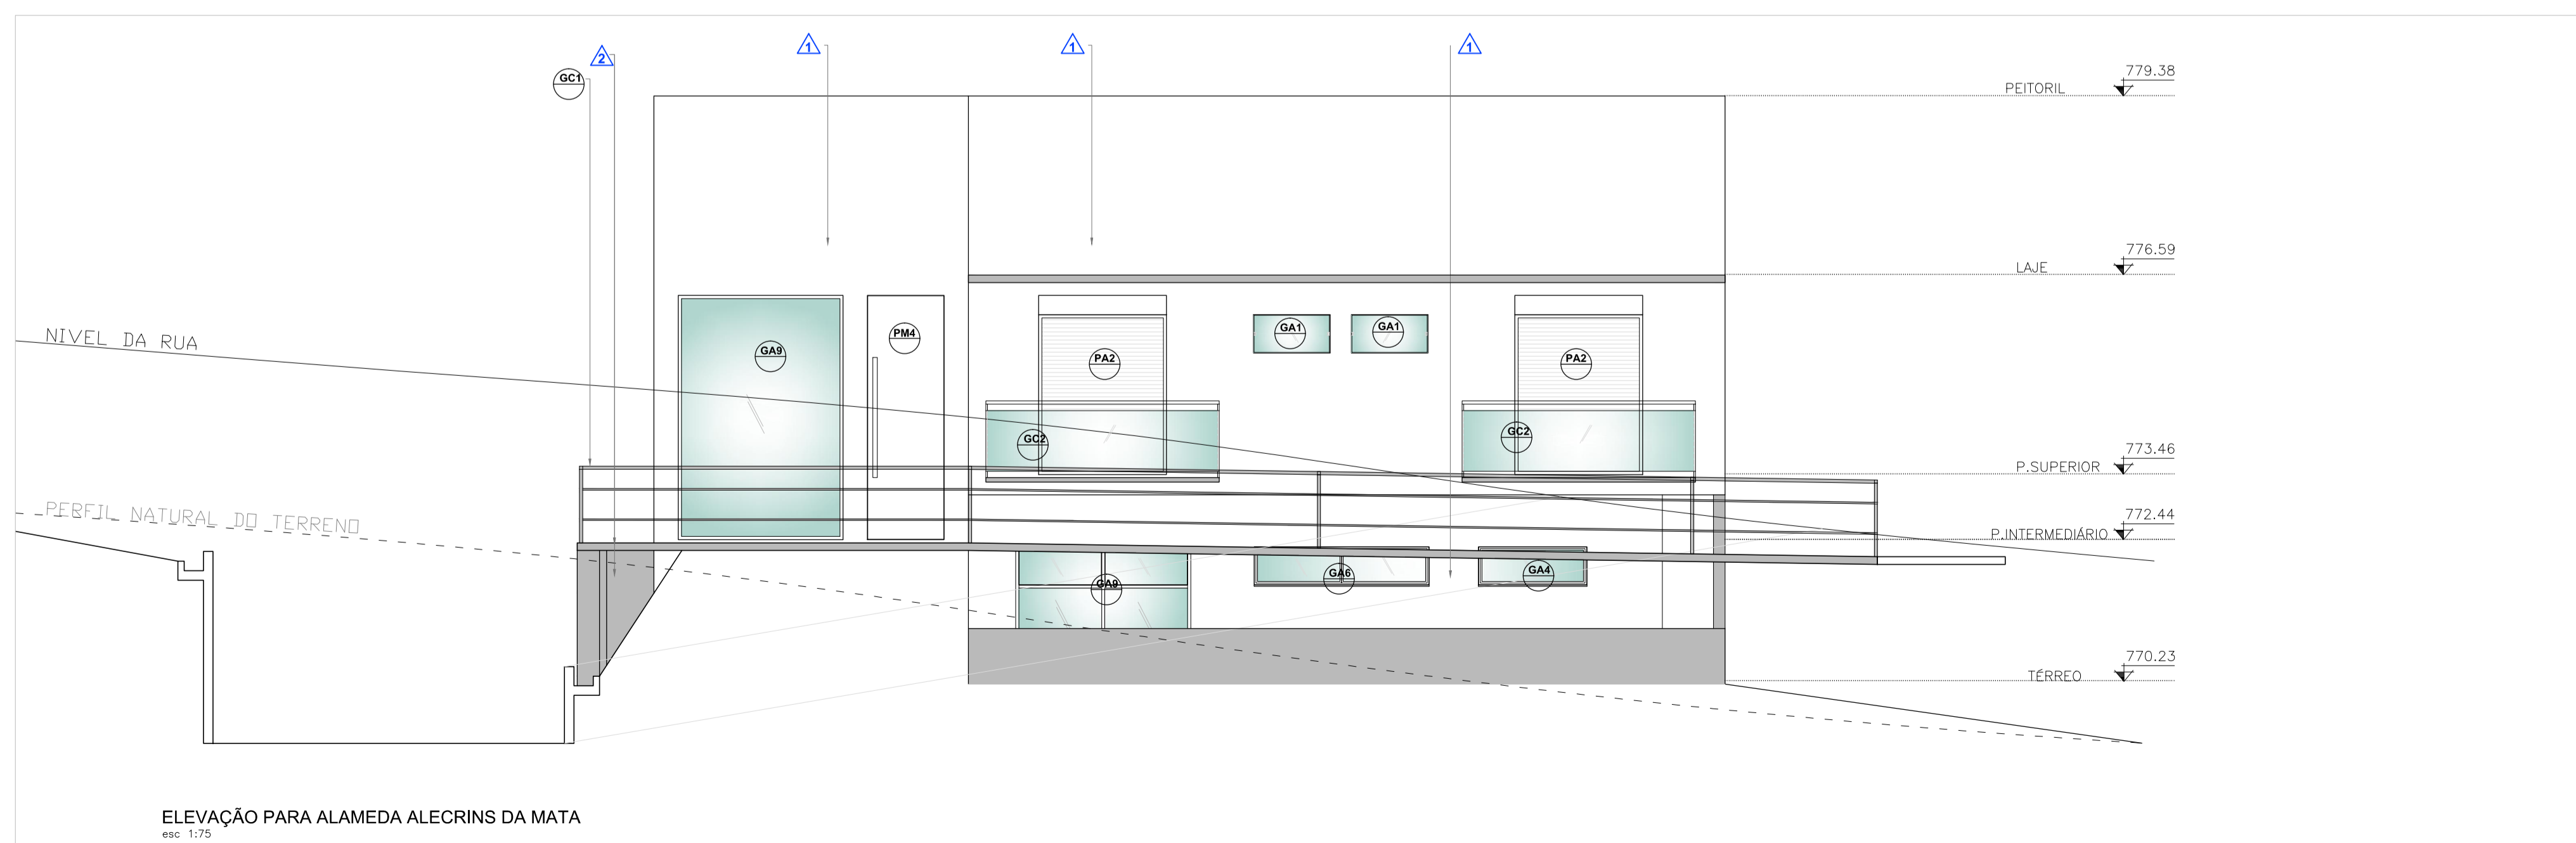 2
1
1
1
GC1
779.38
PEITORIL
776.59
LAJE
NIVEL DA RUA
GA9
PM4
PA2
GA1
GA1
PA2
GC2
GC2
773.46
P.SUPERIOR
PERFIL NATURAL DO TERRENO
772.44
P.INTERMEDIÁRIO
GA9
GA6
GA4
770.23
TÉRREO
ELEVAÇÃO PARA ALAMEDA ALECRINS DA MATA
esc 1:75